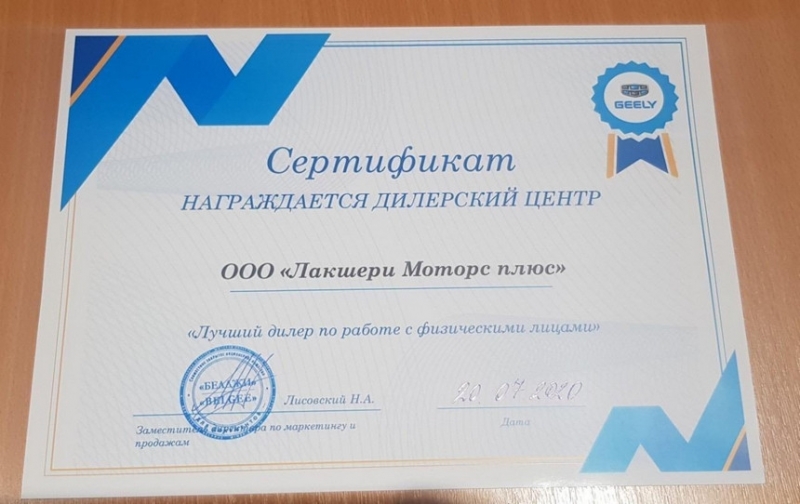 GEELY
Сертификат
НАГРАЖДАЕТСЯ ДИЛЕРСКИЙ ЦЕНТР
ООО «Лакшери Моторс плюс»
«Лучший дилер по работе с физическими лицами»
«БЕЛДЖИ»
«BELGEE»
Лисовский Н.А.
20 07 2020
Заместитель директора по маркетингу и
продажам
Дата